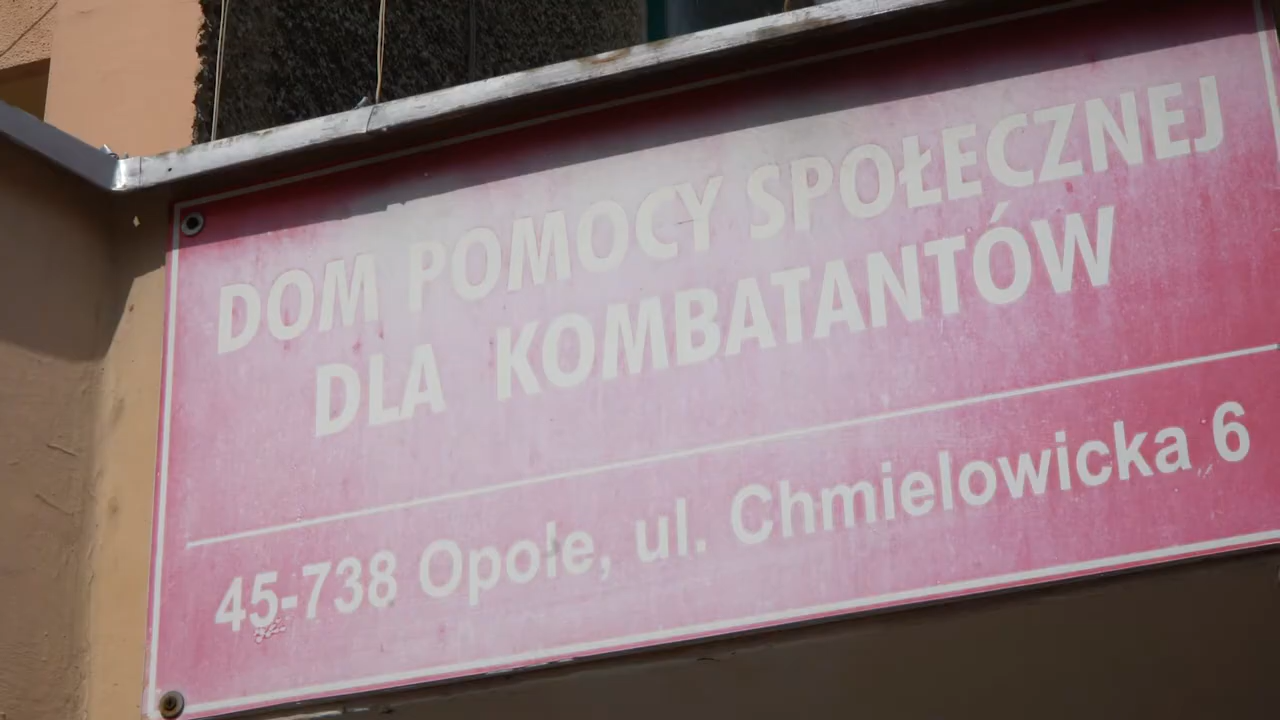 DOM POMOCY SPOŁECZNEJ
DLA KOMBATANTÓW
45-738 Opole, ul. Chmielowicka 6